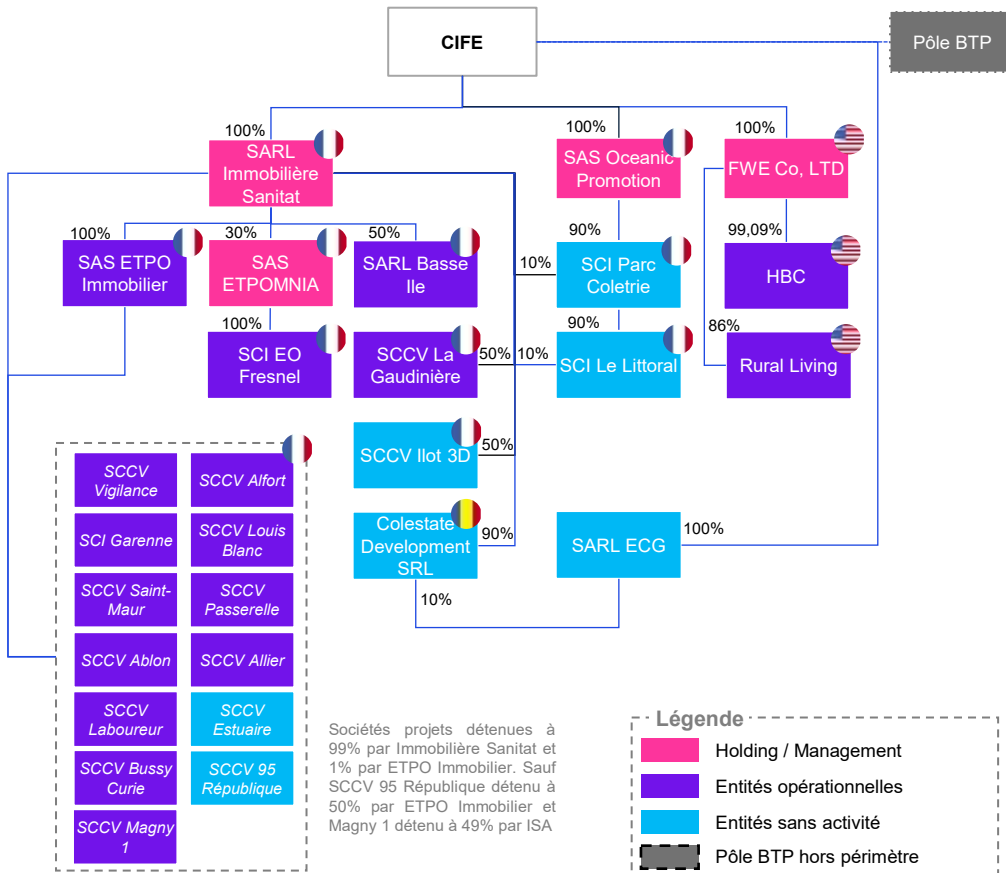 CIFE
Pôle BTP
100%
SARL
Immobilière
Sanitat
100%
SAS Oceanic
Promotion
100%
FWE Co, LTD
100%
SAS ETPO
Immobilier
30%
SAS
ETPOMNIA
50%
SARL Basse
Ile
10%
90%
SCI Parc
Coletrie
99,09%
HBC
100%
SCI EO
Fresnel
SCCV La
Gaudinière
50%
10%
90%
SCI Le Littoral
86%
Rural Living
SCCV Ilot 3D
50%
Colestate
Development
SRL
90%
10%
SARL ECG
100%
SCCV
Vigilance
SCCV Alfort
SCI Garenne
SCCV Louis
Blanc
SCCV Saint-
Maur
SCCV
Passerelle
SCCV Ablon
SCCV Allier
SCCV
Laboureur
SCCV
Estuaire
SCCV Bussy
Curie
SCCV 95
République
SCCV Magny
1
Sociétés projets détenues à
99% par Immobilière Sanitat et
1% par ETPO Immobilier. Sauf
SCCV 95 République détenu à
50% par ETPO Immobilier et
Magny 1 détenu à 49% par ISA
Légende
Holding / Management
Entités opérationnelles
Entités sans activité
Pôle BTP hors périmètre